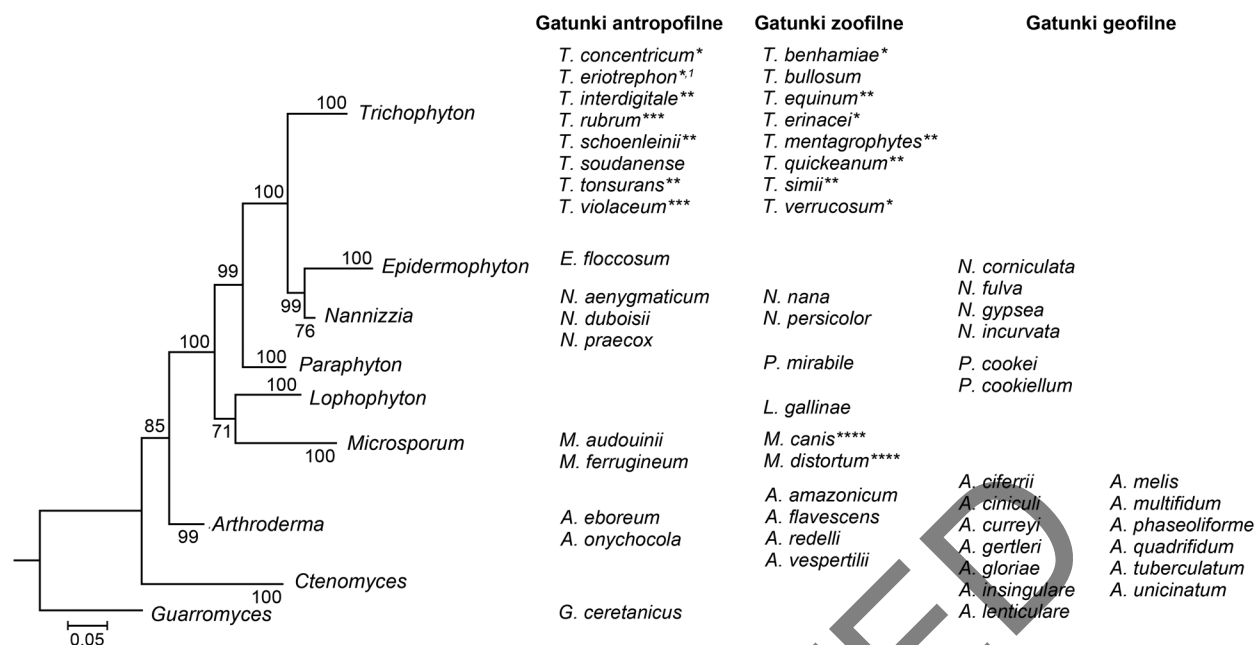 Gatunki antropofilne
Gatunki zoofilne
Gatunki geofilne
100
Trichophyton
100
100
Epidermophyton
99
99
Nannizzia
76
100
100
Paraphyton
100
Lophophyton
85
71
Microsporum
100
Arthroderma
99
Ctenomyces
100
Guarromyces
0.05
T. concentricum*
T. eriotrephon*,1
T. interdigitale**
T. rubrum***
T. schoenleinii**
T. soudanense
T. tonsurans**
T. violaceum***
E. floccosum
N. aenygmaticum
N. duboisii
N. praecox
M. audouinii
M. ferrugineum
A. eboreum
A. onychocola
G. ceretanicus
T. benhamiae*
T. bullosum
T. equinum**
T. erinacei*
T. mentagrophytes**
T. quickeanum**
T. simii**
T. verrucosum*
N. nana
N. persicolor
P. mirabile
L. gallinae
M. canis****
M. distortum****
A. amazonicum
A. flavescens
A. redelli
A. vespertilii
N. corniculata
N. fulva
N. gypsea
N. incurvata
P. cookei
P. cookiellum
A. ciferrii
A. ciniculi
A. curreyi
A. gertleri
A. gloriae
A. insingulare
A. lenticulare
A. melis
A. multifidum
A. phaseoliforme
A. quadrifidum
A. tuberculatum
A. unicinatum
ED